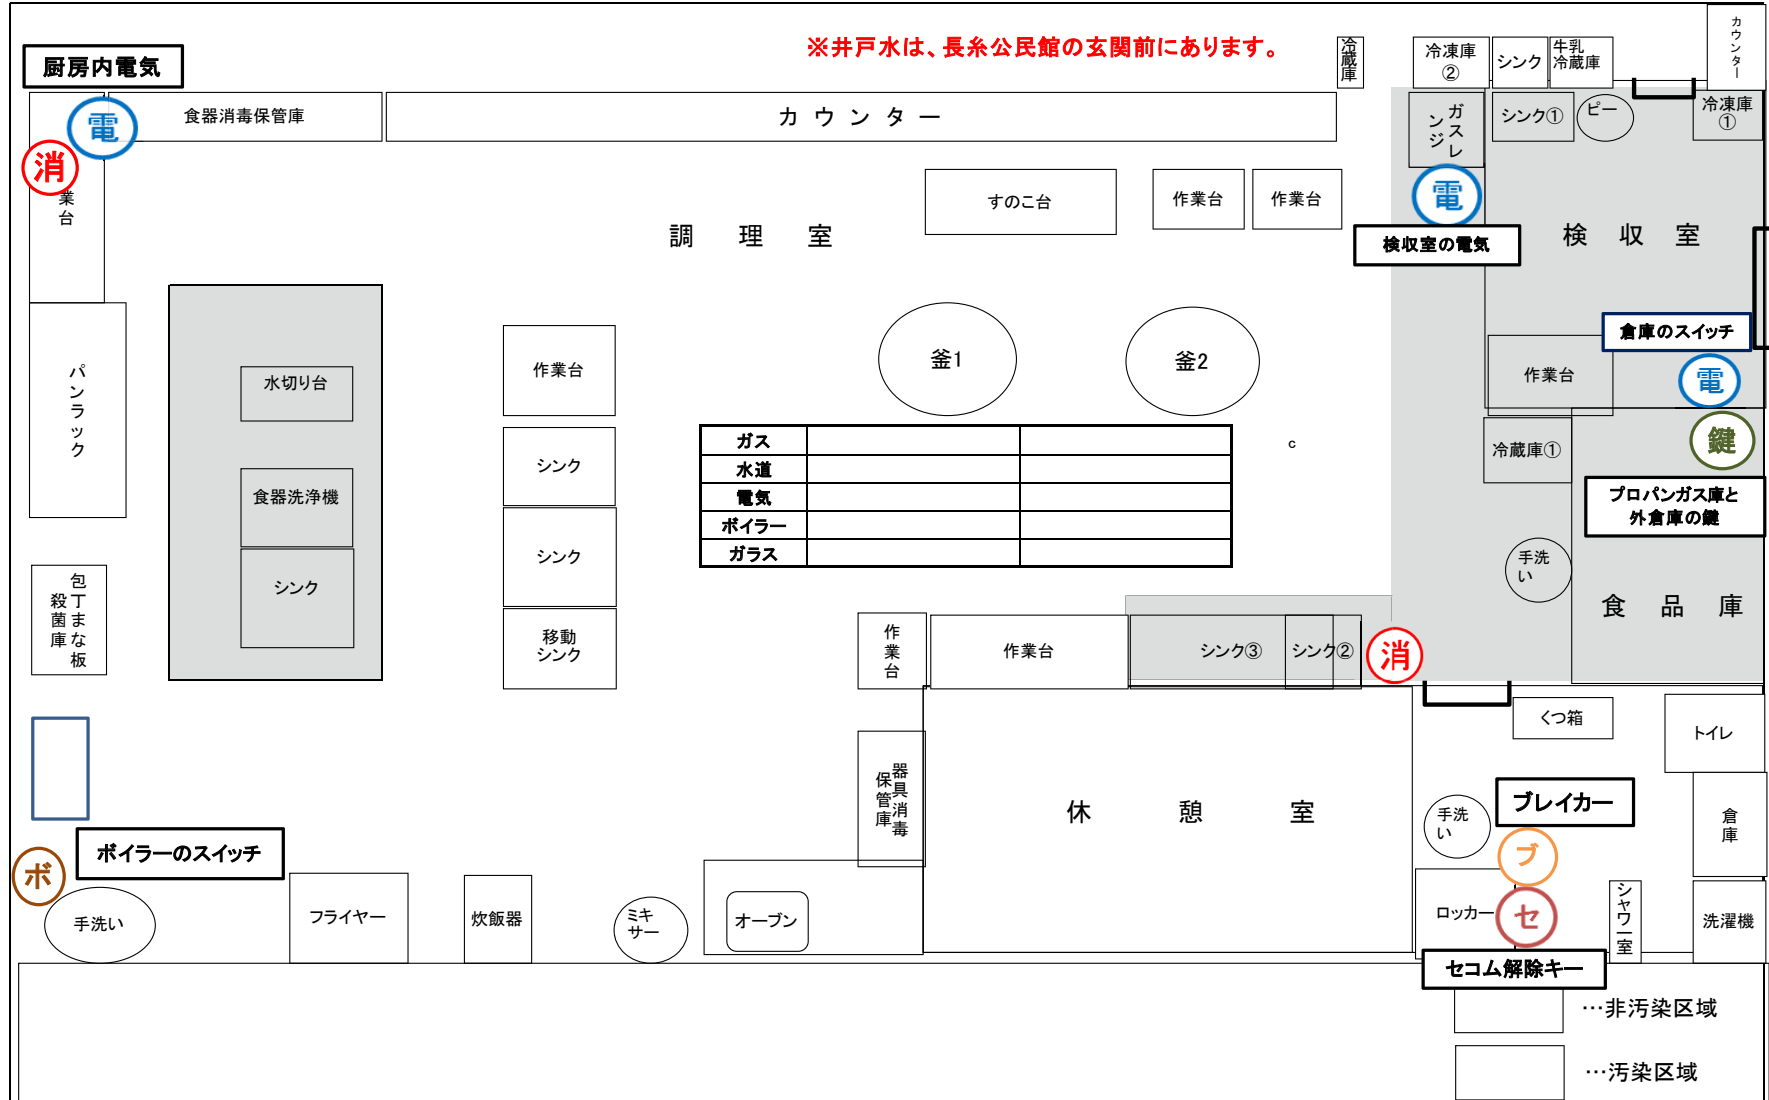 ※井戸水は、長糸公民館の玄関前にあります。
厨房内電気
冷蔵庫
冷凍庫
②
シンク
牛乳
冷蔵庫
カウンター
電
食器消毒保管庫
カウンター
ガスレ
ンジ
シンク①
ピー
冷凍庫
①
消
業台
すのこ台
作業台
作業台
電
検収室の電気
調理室
検収室
倉庫のスイッチ
パンラック
水切り台
作業台
釜1
釜2
作業台
電
鍵
食器洗浄機
シンク
ガス
水道
電気
ボイラー
ガラス
c
冷蔵庫①
プロパンガス庫と
外倉庫の鍵
シンク
シンク
手洗
い
食品庫
包丁まな板
殺菌庫
移動
シンク
作業台
作業台
シンク③
シンク②
消
くつ箱
トイレ
器具消毒
保管庫
休憩室
手洗
い
ブレイカー
倉庫
ボイラーのスイッチ
ボ
ブ
手洗い
フライヤー
炊飯器
ミキ
サー
オーブン
ロッカー
セ
シャワー室
洗濯機
セコム解除キー
…非汚染区域
…汚染区域